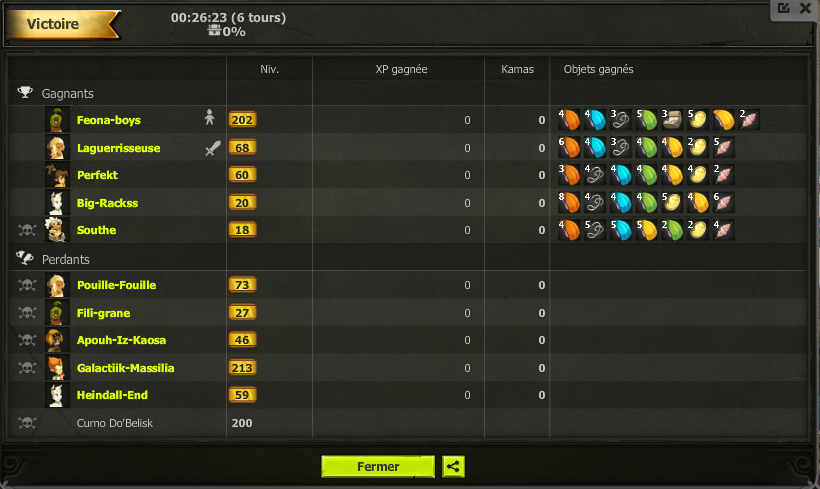 Victoire
00:26:23 (6 tours)
0%
Niv. XP gagnée Kamas Objets gagnés
Gagnants
Feona-boys 202 0 0 4 4 3 5 3 5 2
Laguerrisseuse 68 0 0 6 4 3 4 4 2 5
Perfekt 60 0 0 3 4 4 4 4 4 2
Big-Rackss 20 0 0 8 4 4 4 5 4 6
Southe 18 0 0 4 5 5 5 2 2 4
Perdants
Pouille-Fouille 73 0 0
Fili-grane 27 0 0
Apouh-Iz-Kaosa 46 0 0
Galactiik-Massilia 213 0 0
Heindall-End 59 0 0
Curno Do'Belisk 200
Fermer